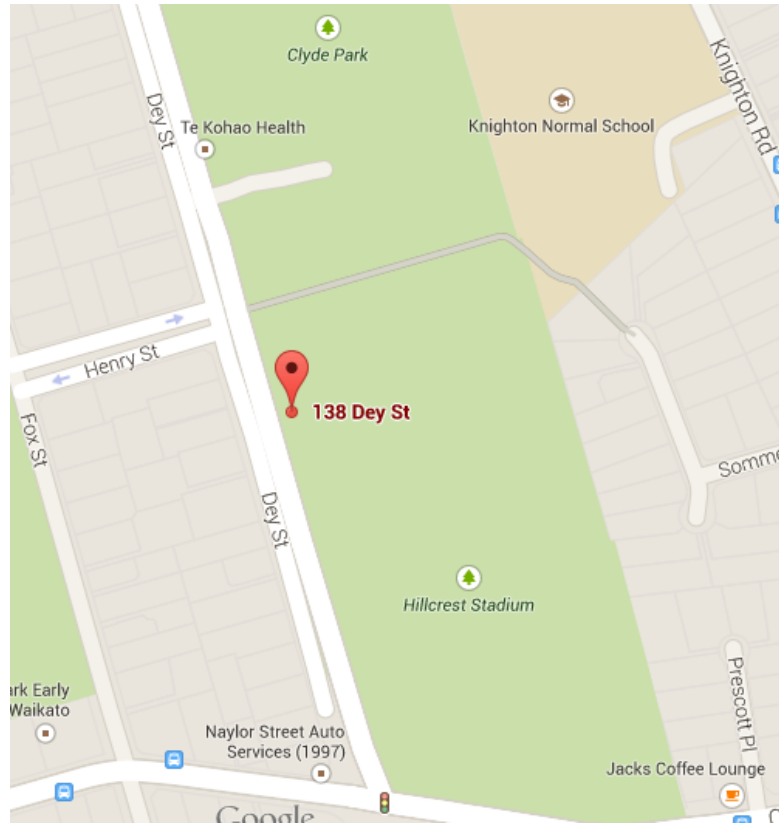 Clyde Park
Knighton Rd
Dey St
Te Kohao Health
Knighton Normal School
Henry St
138 Dey St
Fox St
Somme
Dey St
Hillcrest Stadium
ark Early
Waikato
Prescott Pl
Naylor Street Auto
Services (1997)
Jacks Coffee Lounge
Google